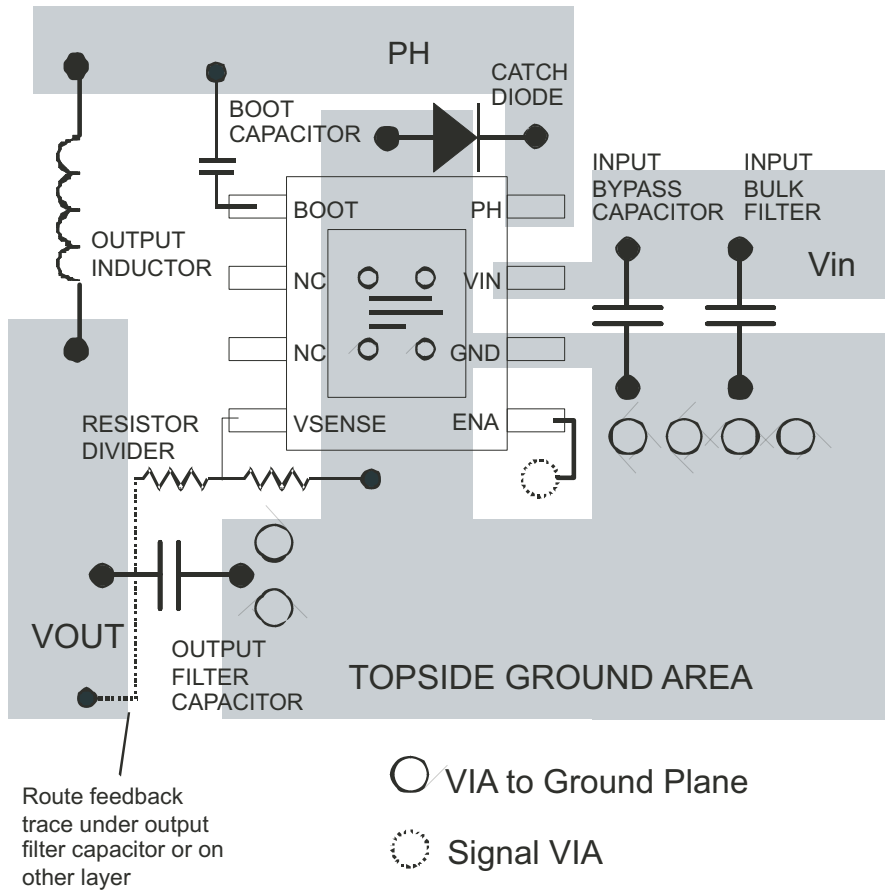 PH
CATCH
DIODE
BOOT
CAPACITOR
INPUT
BYPASS
CAPACITOR
INPUT
BULK
FILTER
BOOT
PH
OUTPUT
INDUCTOR
NC
VIN
Vin
NC
GND
RESISTOR
DIVIDER
VSENSE
ENA
VOUT
OUTPUT
FILTER
CAPACITOR
TOPSIDE GROUND AREA
Route feedback
trace under output
filter capacitor or on
other layer
VIA to Ground Plane
Signal VIA